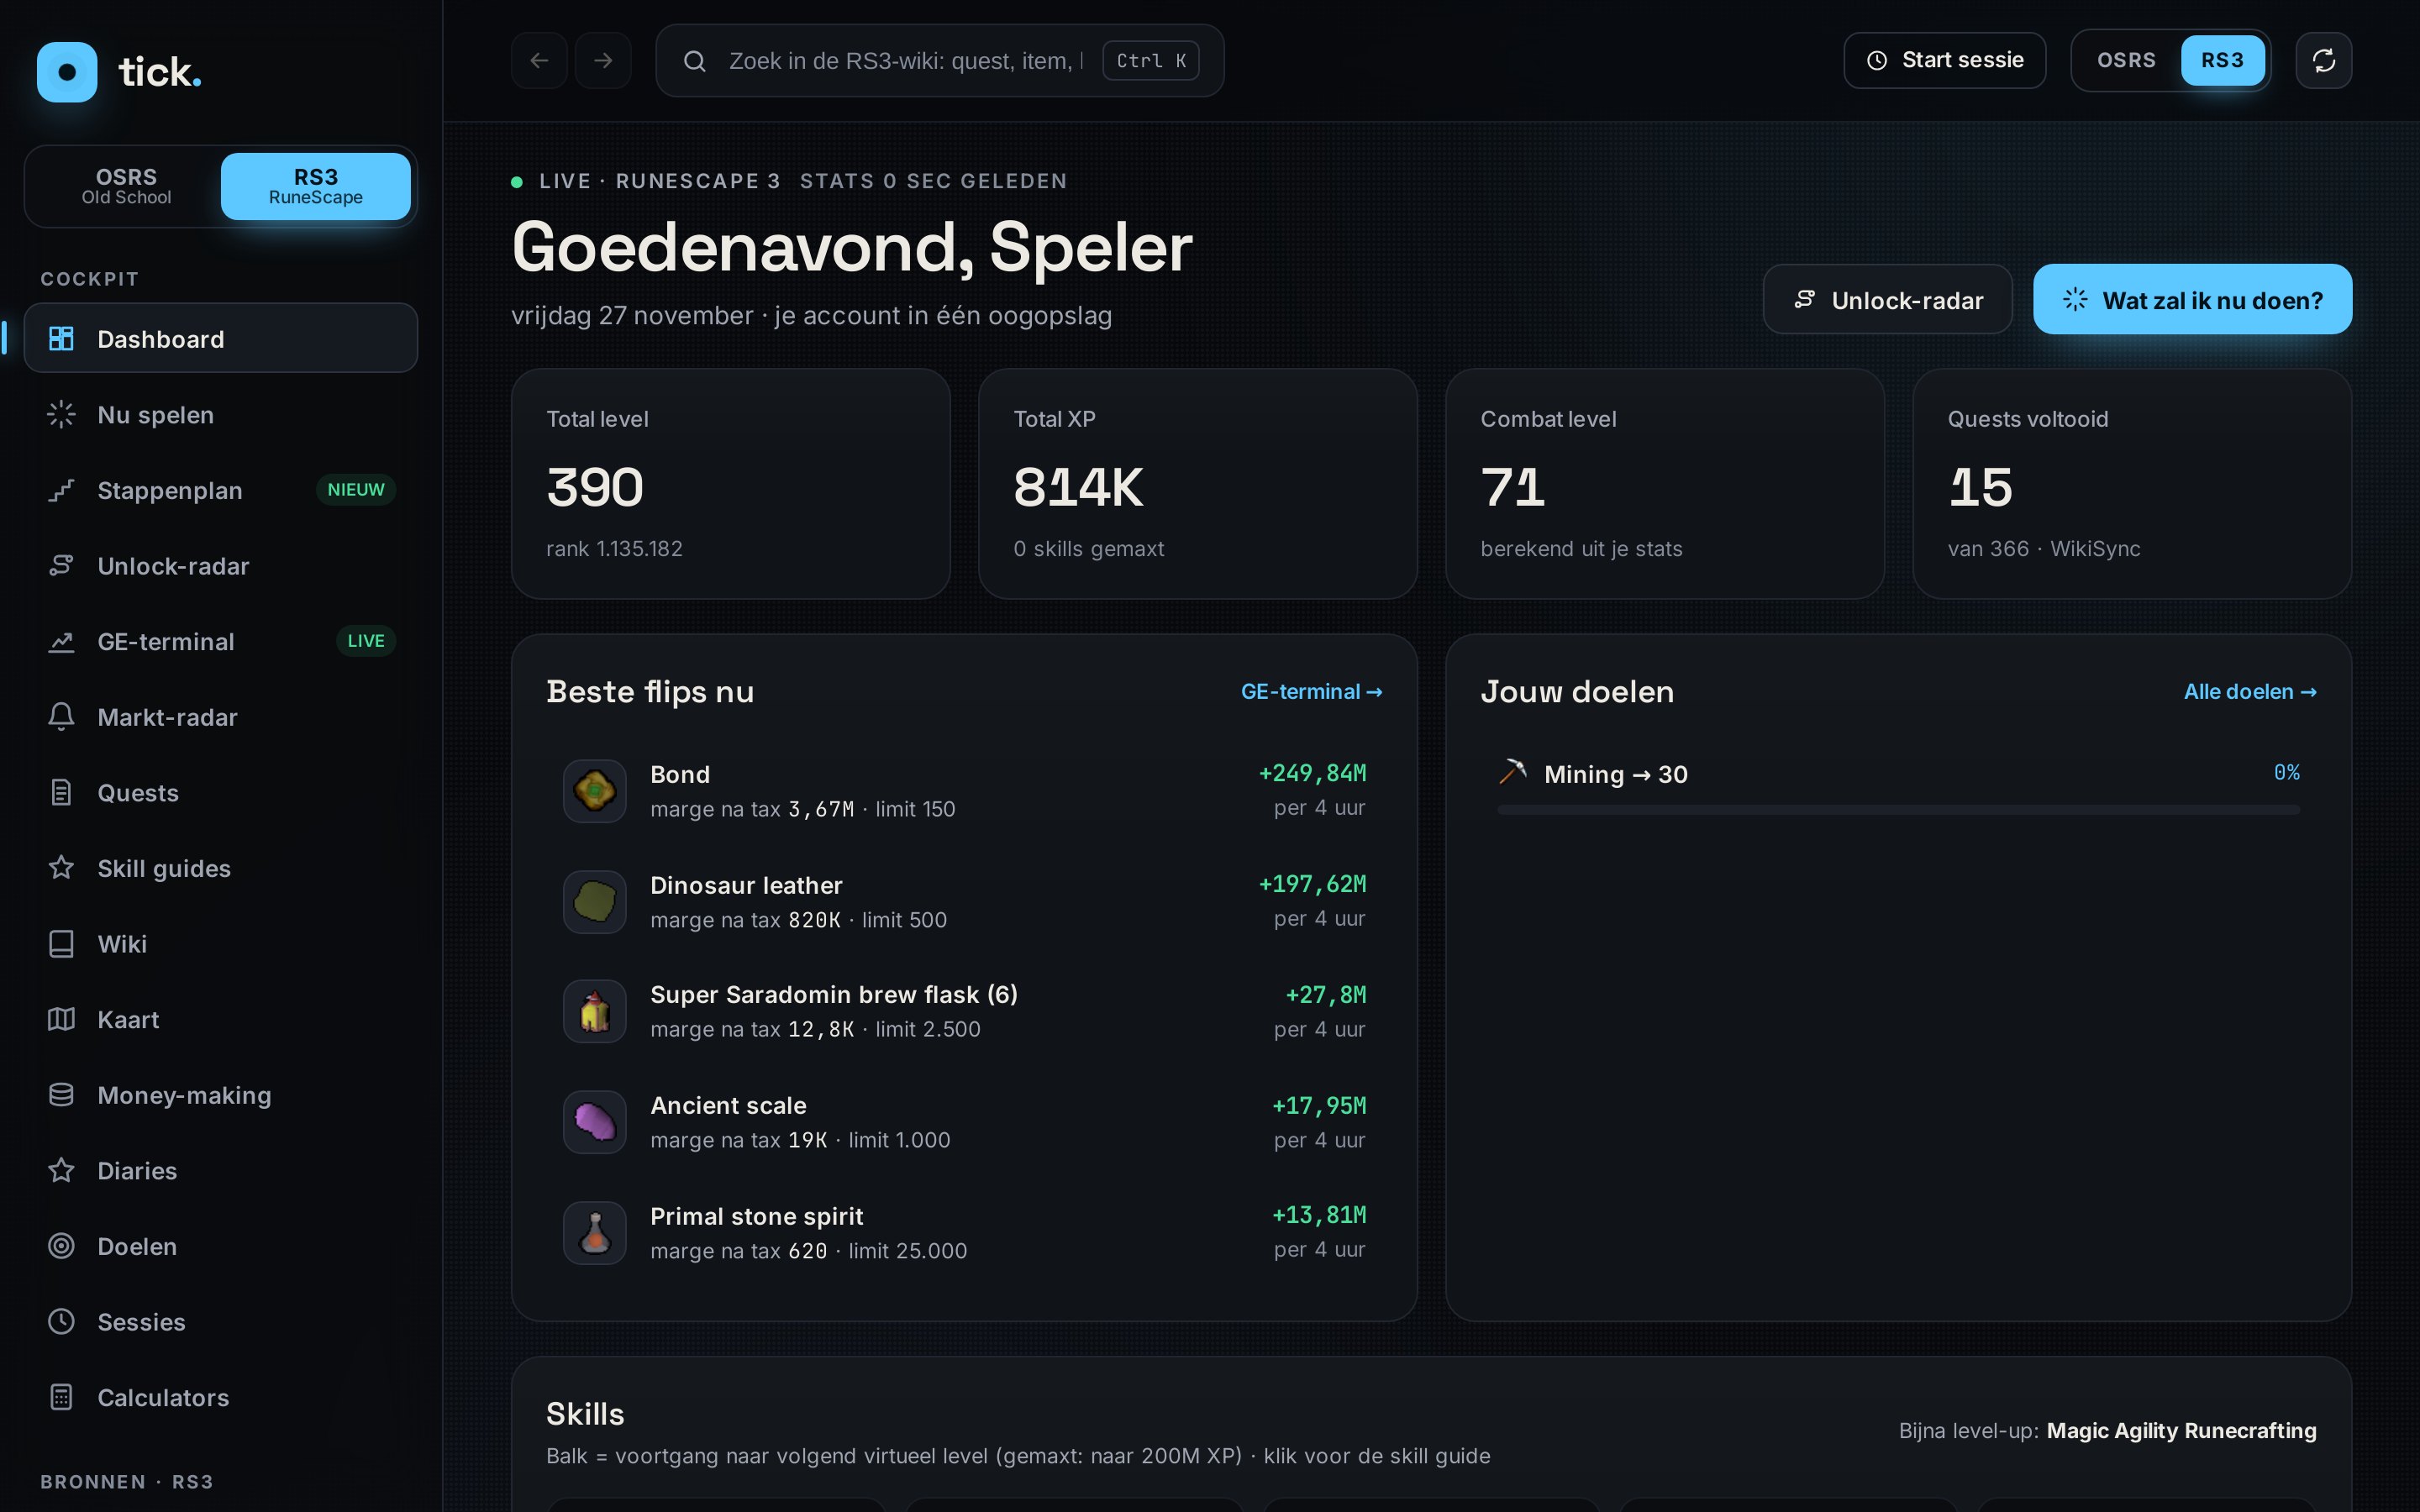 tick.
OSRS
Old School
RS3
RuneScape
COCKPIT
Dashboard
Nu spelen
Stappenplan NIEUW
Unlock-radar
GE-terminal LIVE
Markt-radar
Quests
Skill guides
Wiki
Kaart
Money-making
Diaries
Doelen
Sessies
Calculators
BRONNEN · RS3
← → Zoek in de RS3-wiki: quest, item, Ctrl K
Start sessie
OSRS RS3
LIVE · RUNESCAPE 3 STATS 0 SEC GELEDEN
Goedenavond, Speler
vrijdag 27 november · je account in één oogopslag
Unlock-radar
Wat zal ik nu doen?
Total level
390
rank 1.135.182
Total XP
814K
0 skills gemaxt
Combat level
71
berekend uit je stats
Quests voltooid
15
van 366 · WikiSync
Beste flips nu GE-terminal →
Bond +249,84M
marge na tax 3,67M · limit 150 per 4 uur
Dinosaur leather +197,62M
marge na tax 820K · limit 500 per 4 uur
Super Saradomin brew flask (6) +27,8M
marge na tax 12,8K · limit 2.500 per 4 uur
Ancient scale +17,95M
marge na tax 19K · limit 1.000 per 4 uur
Primal stone spirit +13,81M
marge na tax 620 · limit 25.000 per 4 uur
Jouw doelen Alle doelen →
Mining → 30 0%
Skills
Balk = voortgang naar volgend virtueel level (gemaxt: naar 200M XP) · klik voor de skill guide
Bijna level-up: Magic Agility Runecrafting